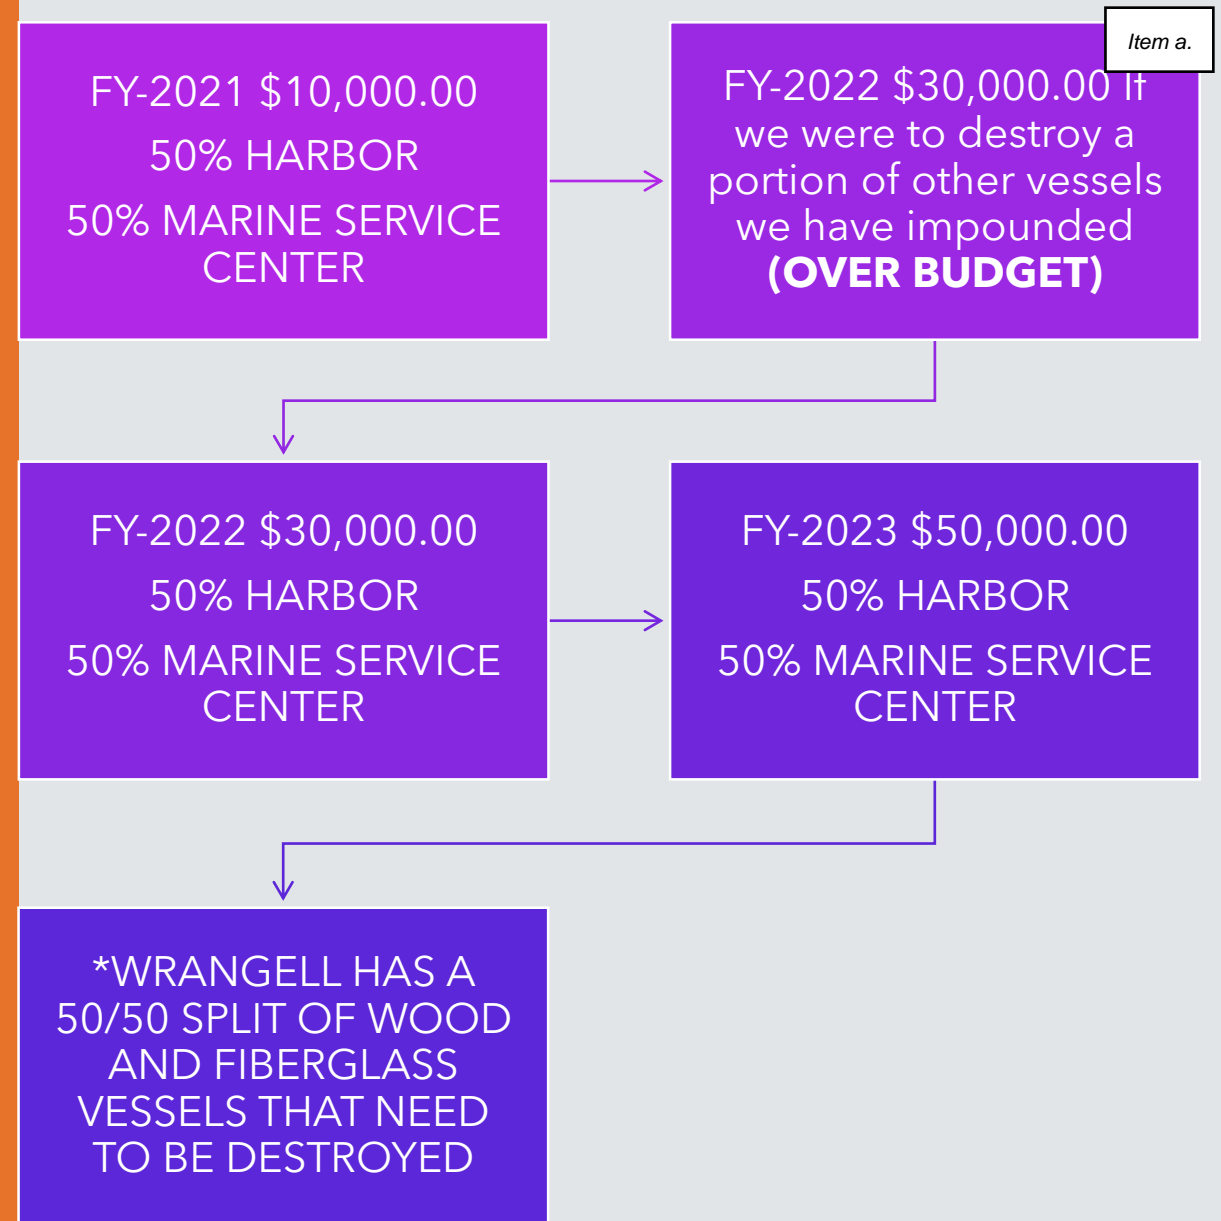 FY-2021 $10,000.00
50% HARBOR
50% MARINE SERVICE
CENTER
Item a.
FY-2022 $30,000.00 If
we were to destroy a
portion of other vessels
we have impounded
(OVER BUDGET)
FY-2022 $30,000.00
50% HARBOR
50% MARINE SERVICE
CENTER
FY-2023 $50,000.00
50% HARBOR
50% MARINE SERVICE
CENTER
*WRANGELL HAS A
50/50 SPLIT OF WOOD
AND FIBERGLASS
VESSELS THAT NEED
TO BE DESTROYED